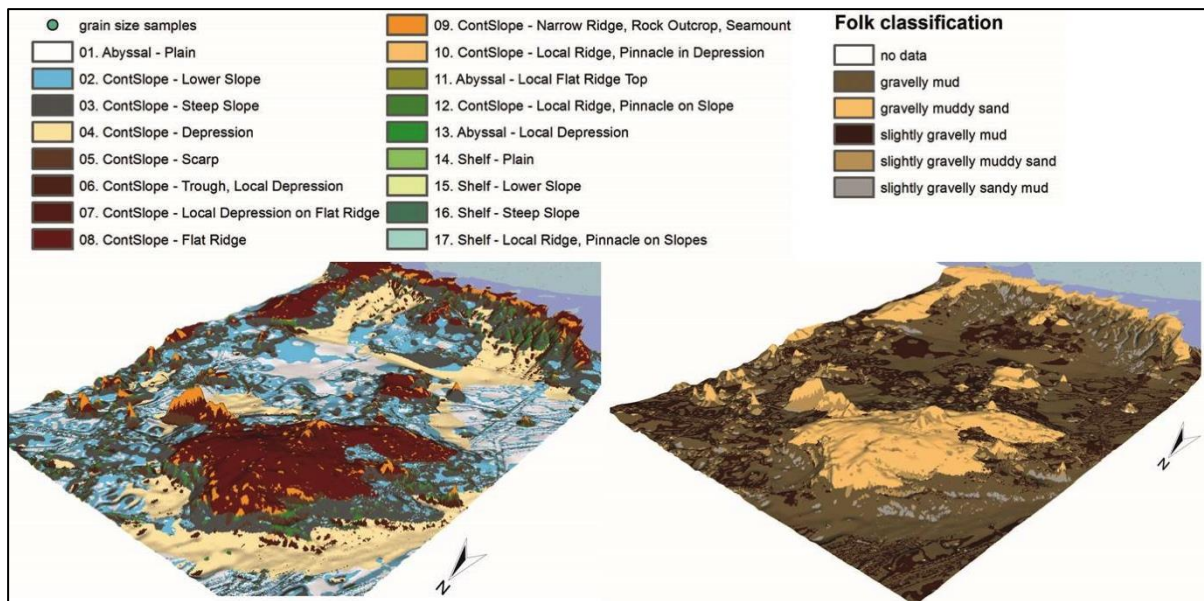 grain size samples
01. Abyssal - Plain
02. ContSlope - Lower Slope
03. ContSlope - Steep Slope
04. ContSlope - Depression
05. ContSlope - Scarp
06. ContSlope - Trough, Local Depression
07. ContSlope - Local Depression on Flat Ridge
08. ContSlope - Flat Ridge
09. ContSlope - Narrow Ridge, Rock Outcrop, Seamount
10. ContSlope - Local Ridge, Pinnacle in Depression
11. Abyssal - Local Flat Ridge Top
12. ContSlope - Local Ridge, Pinnacle on Slope
13. Abyssal - Local Depression
14. Shelf - Plain
15. Shelf - Lower Slope
16. Shelf - Steep Slope
17. Shelf - Local Ridge, Pinnacle on Slopes
Folk classification
no data
gravelly mud
gravelly muddy sand
slightly gravelly mud
slightly gravelly muddy sand
slightly gravelly sandy mud
N
N
N